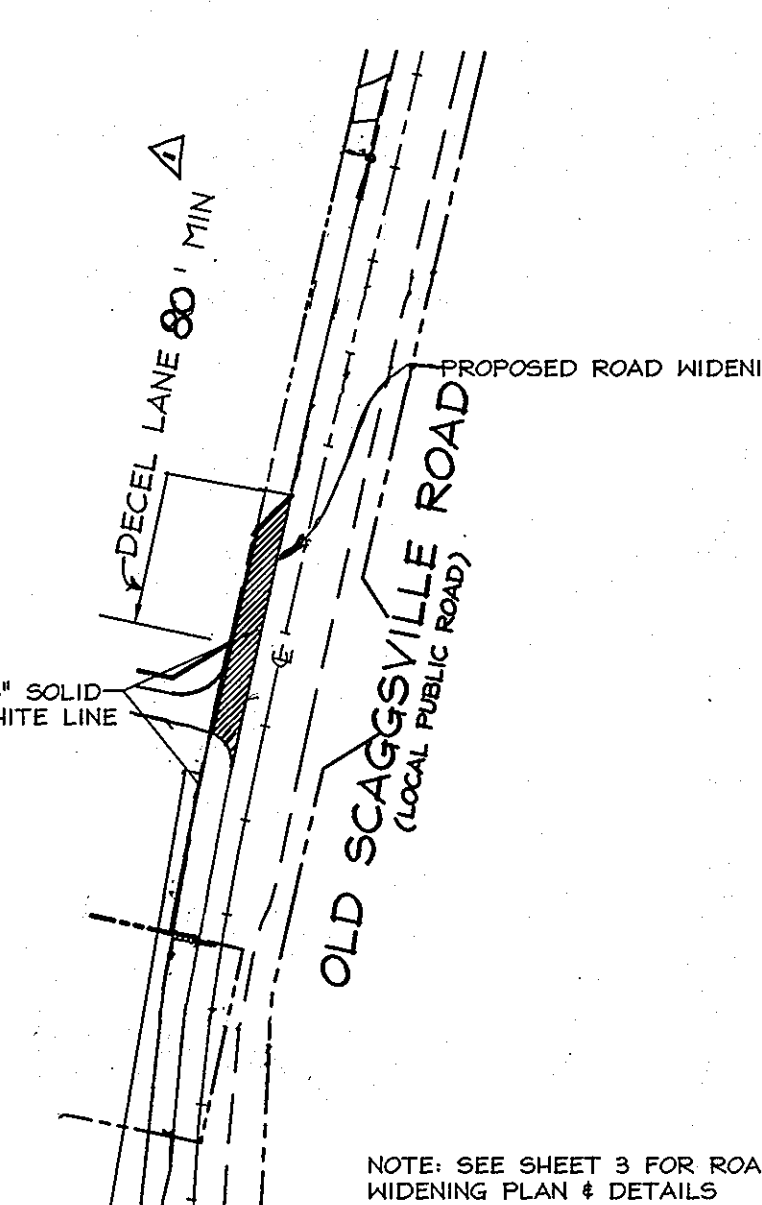 1
DECEL LANE 80' MIN
PROPOSED ROAD WIDENI
OLD SCAGGSVILLE ROAD
(LOCAL PUBLIC ROAD)
" SOLID
HITE LINE
NOTE: SEE SHEET 3 FOR ROA
WIDENING PLAN & DETAILS